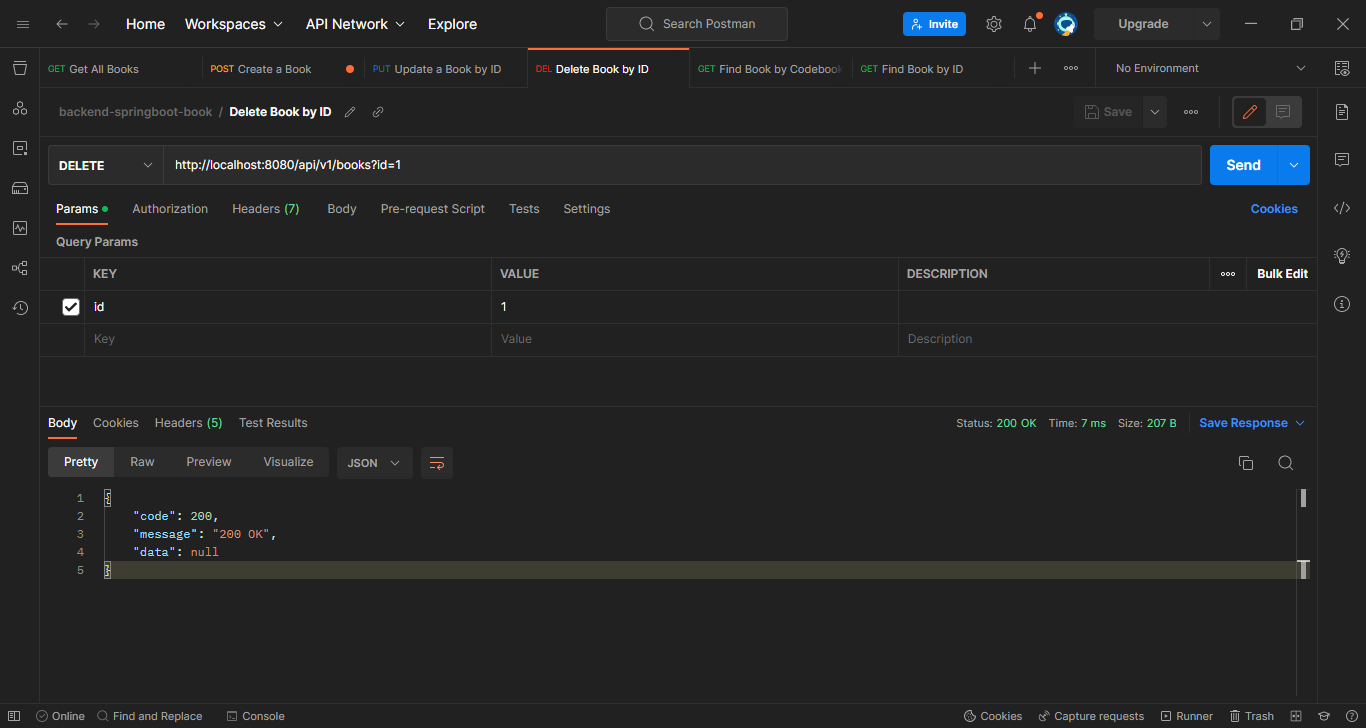 Home Workspaces API Network Explore Search Postman Invite Upgrade
GET Get All Books POST Create a Book PUT Update a Book by ID DEL Delete Book by ID GET Find Book by Codebook GET Find Book by ID No Environment
backend-springboot-book / Delete Book by ID Save
DELETE http://localhost:8080/api/v1/books?id=1 Send
Params Authorization Headers (7) Body Pre-request Script Tests Settings Cookies
Query Params
KEY VALUE DESCRIPTION Bulk Edit
id 1
Key Value Description
Body Cookies Headers (5) Test Results Status: 200 OK Time: 7 ms Size: 207 B Save Response
Pretty Raw Preview Visualize JSON
1 {
2 "code": 200,
3 "message": "200 OK",
4 "data": null
5 }
Online Find and Replace Console Cookies Capture requests Runner Trash